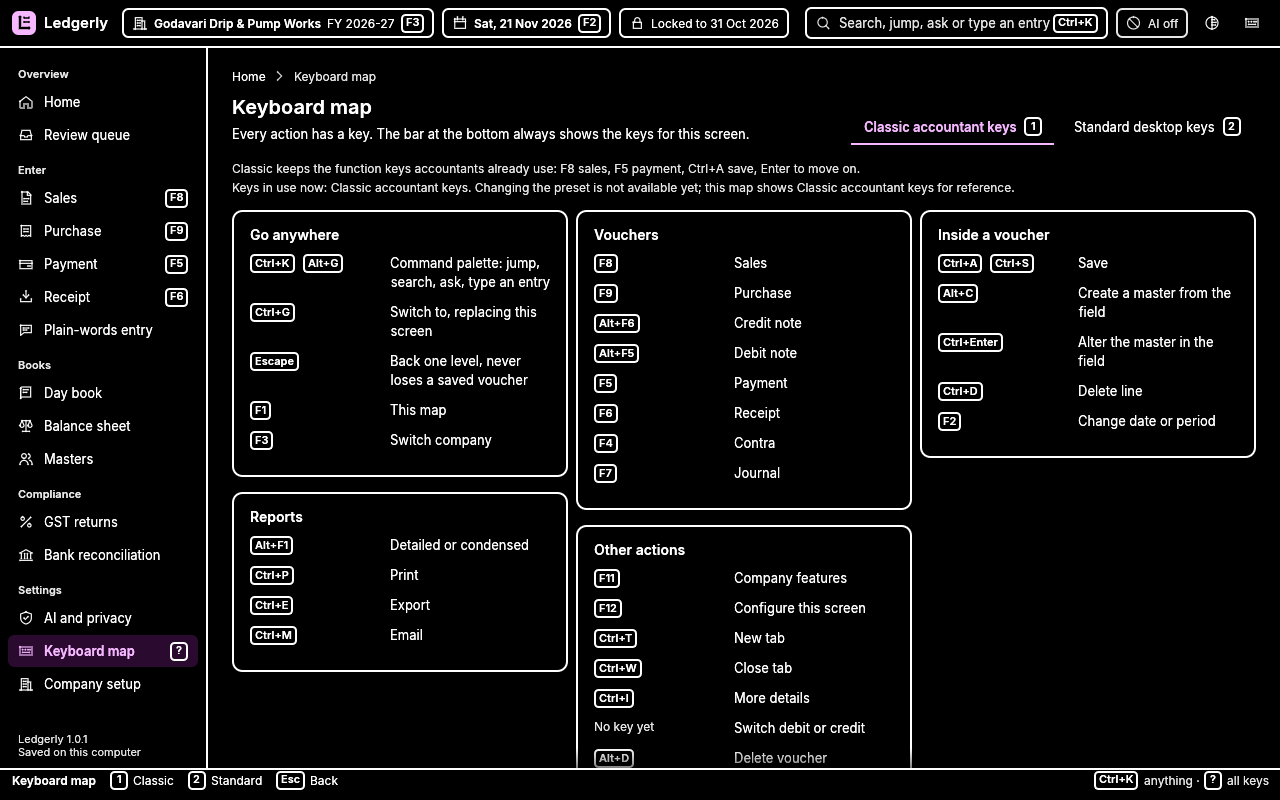 Ledgerly
Godavari Drip & Pump Works FY 2026-27 F3
Sat, 21 Nov 2026 F2
Locked to 31 Oct 2026
Search, jump, ask or type an entry Ctrl+K
AI off
Overview
Home
Review queue
Enter
Sales F8
Purchase F9
Payment F5
Receipt F6
Plain-words entry
Books
Day book
Balance sheet
Masters
Compliance
GST returns
Bank reconciliation
Settings
AI and privacy
Keyboard map ?
Company setup
Ledgerly 1.0.1
Saved on this computer
Home > Keyboard map
Keyboard map
Every action has a key. The bar at the bottom always shows the keys for this screen.
Classic accountant keys 1
Standard desktop keys 2
Classic keeps the function keys accountants already use: F8 sales, F5 payment, Ctrl+A save, Enter to move on.
Keys in use now: Classic accountant keys. Changing the preset is not available yet; this map shows Classic accountant keys for reference.
Go anywhere
Ctrl+K Alt+G Command palette: jump,
search, ask, type an entry
Ctrl+G Switch to, replacing this
screen
Escape Back one level, never
loses a saved voucher
F1 This map
F3 Switch company
Reports
Alt+F1 Detailed or condensed
Ctrl+P Print
Ctrl+E Export
Ctrl+M Email
Vouchers
F8 Sales
F9 Purchase
Alt+F6 Credit note
Alt+F5 Debit note
F5 Payment
F6 Receipt
F4 Contra
F7 Journal
Other actions
F11 Company features
F12 Configure this screen
Ctrl+T New tab
Ctrl+W Close tab
Ctrl+I More details
No key yet Switch debit or credit
Alt+D Delete voucher
Inside a voucher
Ctrl+A Ctrl+S Save
Alt+C Create a master from the
field
Ctrl+Enter Alter the master in the
field
Ctrl+D Delete line
F2 Change date or period
Keyboard map 1 Classic 2 Standard Esc Back
Ctrl+K anything · ? all keys